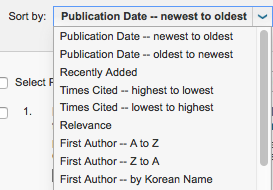 Sort by: Publication Date -- newest to oldest
Publication Date -- newest to oldest
Publication Date -- oldest to newest
Recently Added
Times Cited -- highest to lowest
Times Cited -- lowest to highest
Relevance
First Author -- A to Z
First Author -- Z to A
First Author -- by Korean Name
Select
1.